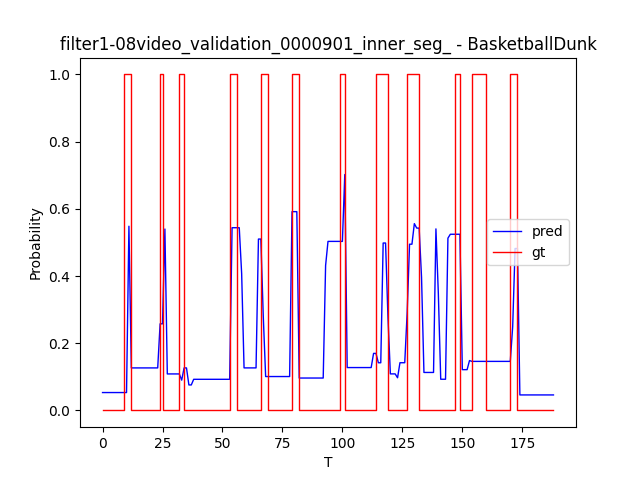 filter1-08video_validation_0000901_inner_seg_ - BasketballDunk
1.0
0.8
0.6
0.4
0.2
0.0
Probability
pred
gt
0
25
50
75
100
125
150
175
T